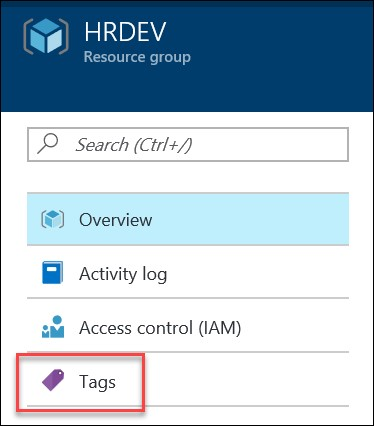 HRDEV
Resource group
Search (Ctrl+/)
Overview
Activity log
Access control (IAM)
Tags